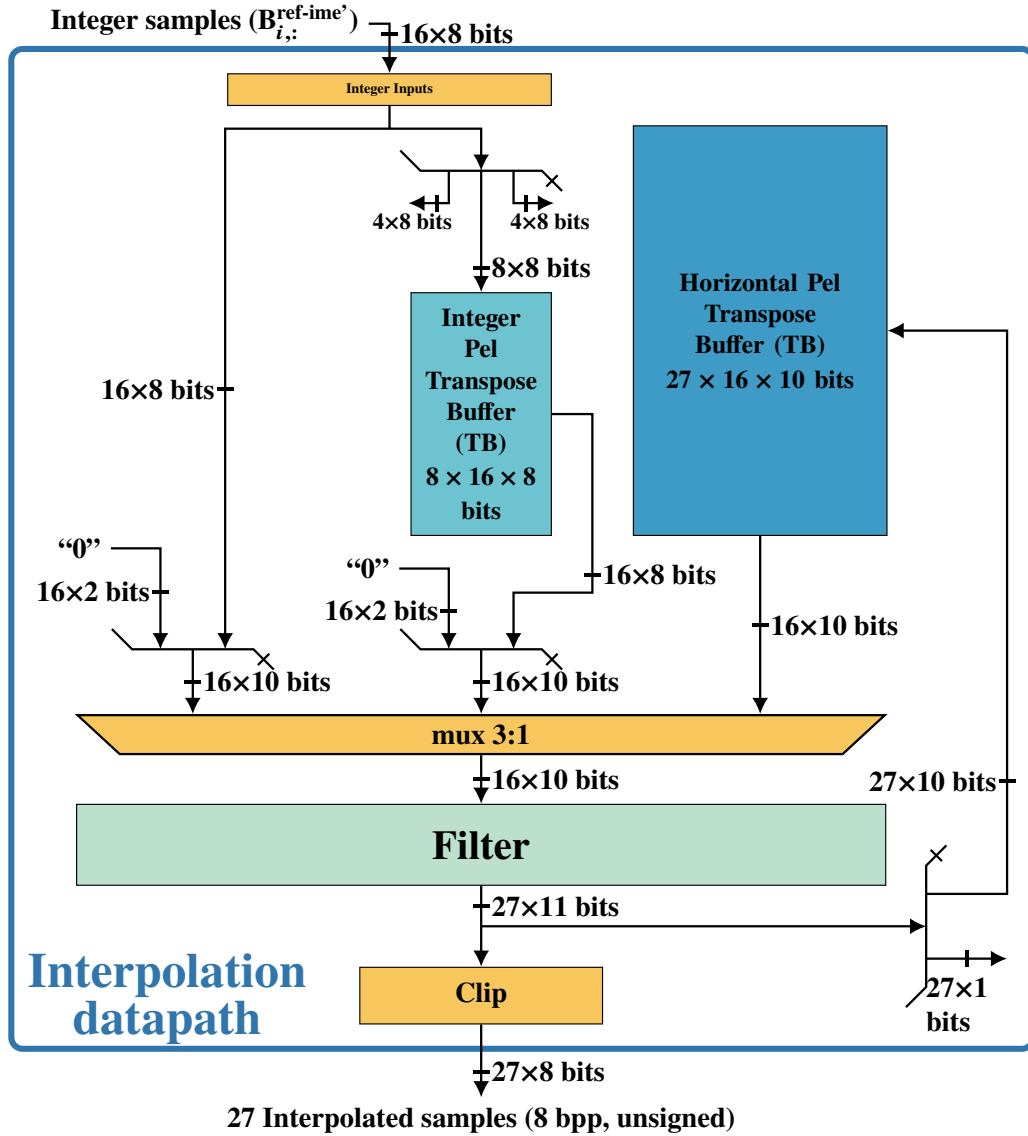 Integer samples (B_{i,:}^{ref-ime’})
16×8 bits
Integer Inputs
4×8 bits
4×8 bits
8×8 bits
Integer
Pel
Transpose
Buffer
(TB)
8 × 16 × 8
bits
Horizontal Pel
Transpose
Buffer (TB)
27 × 16 × 10 bits
16×8 bits
“0”
16×2 bits
“0”
16×2 bits
16×8 bits
16×10 bits
16×10 bits
16×10 bits
mux 3:1
16×10 bits
27×10 bits
Filter
27×11 bits
27×1
bits
Clip
Interpolation
datapath
27×8 bits
27 Interpolated samples (8 bpp, unsigned)